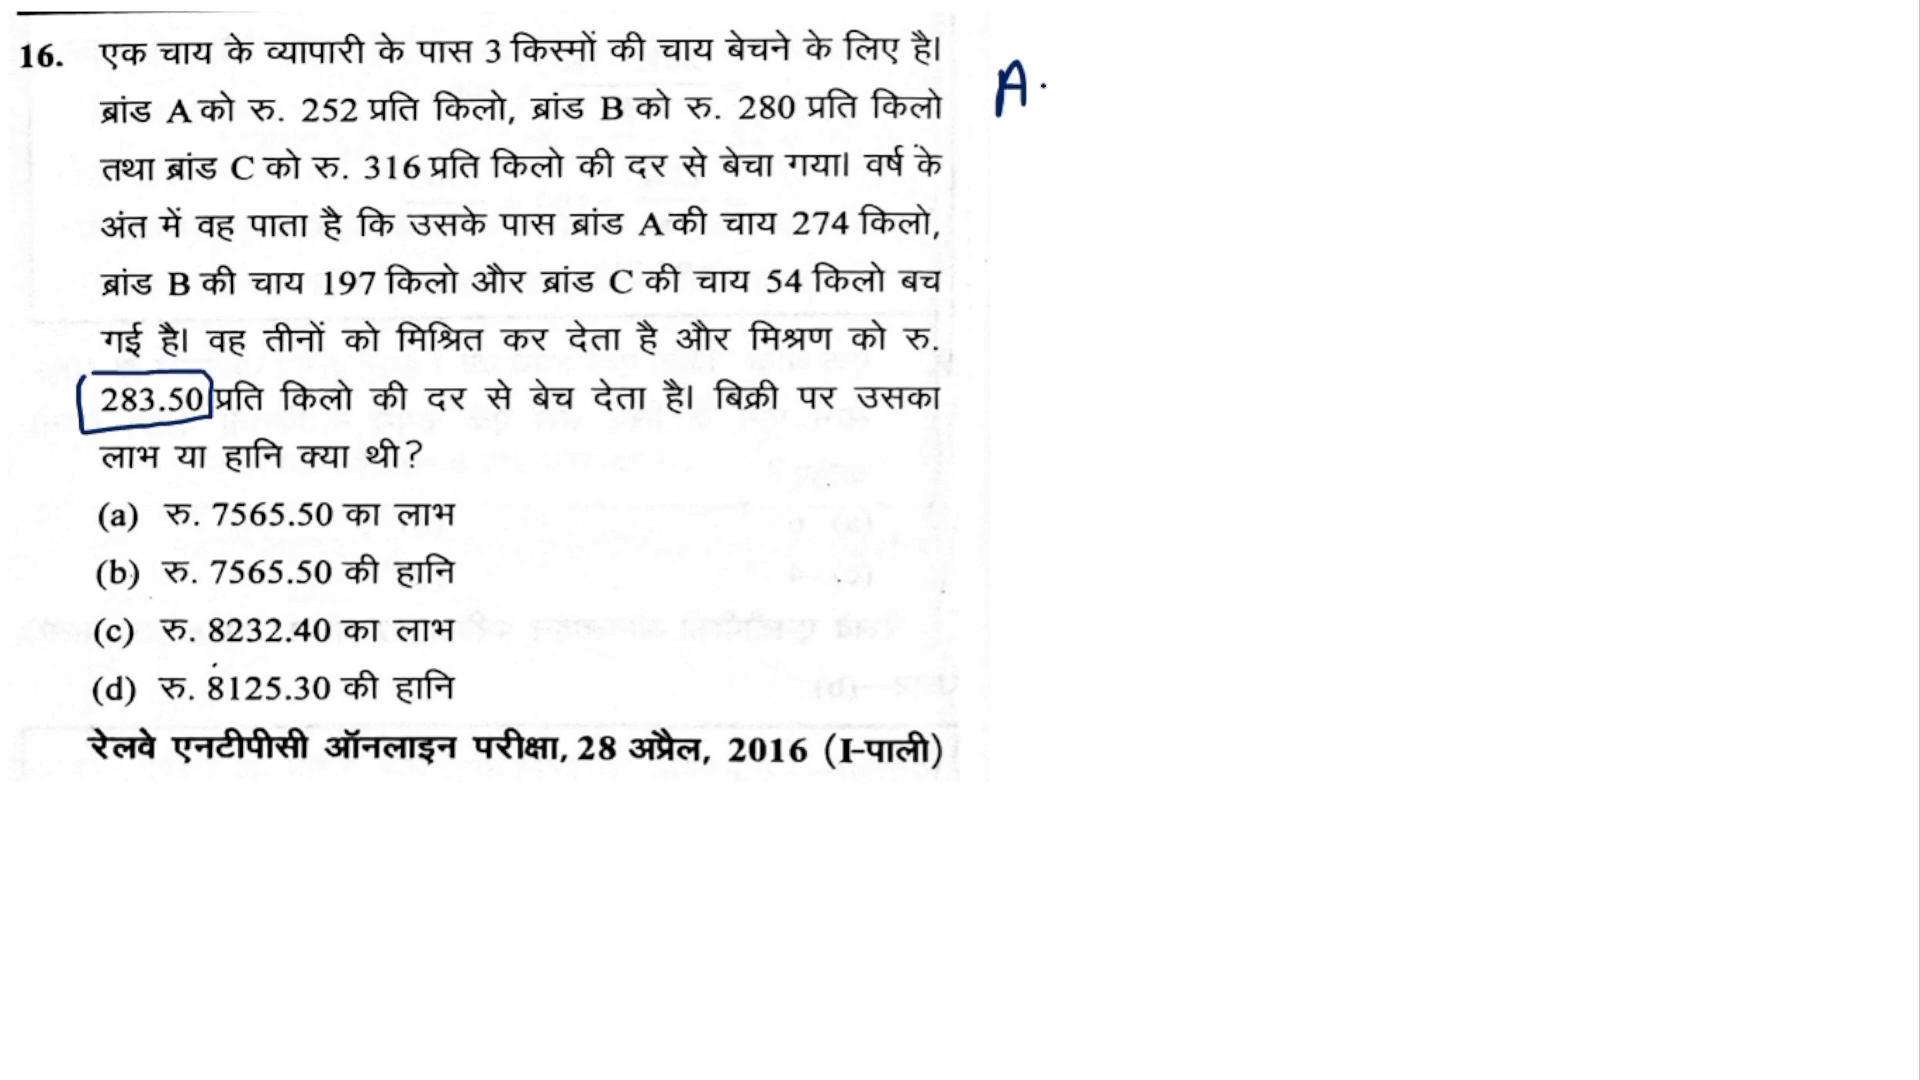 16. एक चाय के व्यापारी के पास 3 किस्मों की चाय बेचने के लिए है।
ब्रांड A को रु. 252 प्रति किलो, ब्रांड B को रु. 280 प्रति किलो
तथा ब्रांड C को रु. 316 प्रति किलो की दर से बेचा गया। वर्ष के
अंत में वह पाता है कि उसके पास ब्रांड A की चाय 274 किलो,
ब्रांड B की चाय 197 किलो और ब्रांड C की चाय 54 किलो बच
गई है। वह तीनों को मिश्रित कर देता है और मिश्रण को रु.
283.50 प्रति किलो की दर से बेच देता है। बिक्री पर उसका
लाभ या हानि क्या थी?
(a) रु. 7565.50 का लाभ
(b) रु. 7565.50 की हानि
(c) रु. 8232.40 का लाभ
(d) रु. 8125.30 की हानि
रेलवे एनटीपीसी ऑनलाइन परीक्षा, 28 अप्रैल, 2016 (I-पाली)
A.